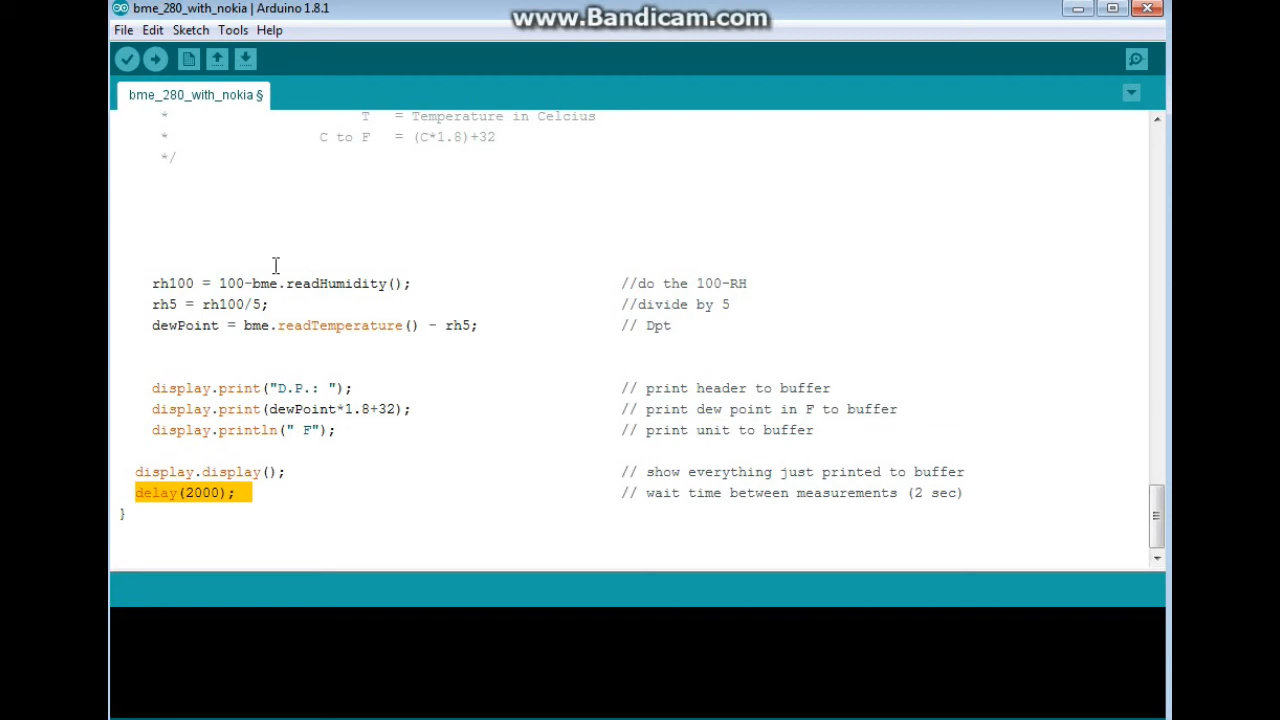 bme_280_with_nokia | Arduino 1.8.1
www.Bandicam.com
File Edit Sketch Tools Help
bme_280_with_nokia §
* T = Temperature in Celcius
* C to F = (C*1.8)+32
*/
rh100 = 100-bme.readHumidity(); //do the 100-RH
rh5 = rh100/5; //divide by 5
dewPoint = bme.readTemperature() - rh5; // Dpt
display.print("D.P.: "); // print header to buffer
display.print(dewPoint*1.8+32); // print dew point in F to buffer
display.println(" F"); // print unit to buffer
display.display(); // show everything just printed to buffer
delay(2000); // wait time between measurements (2 sec)
}